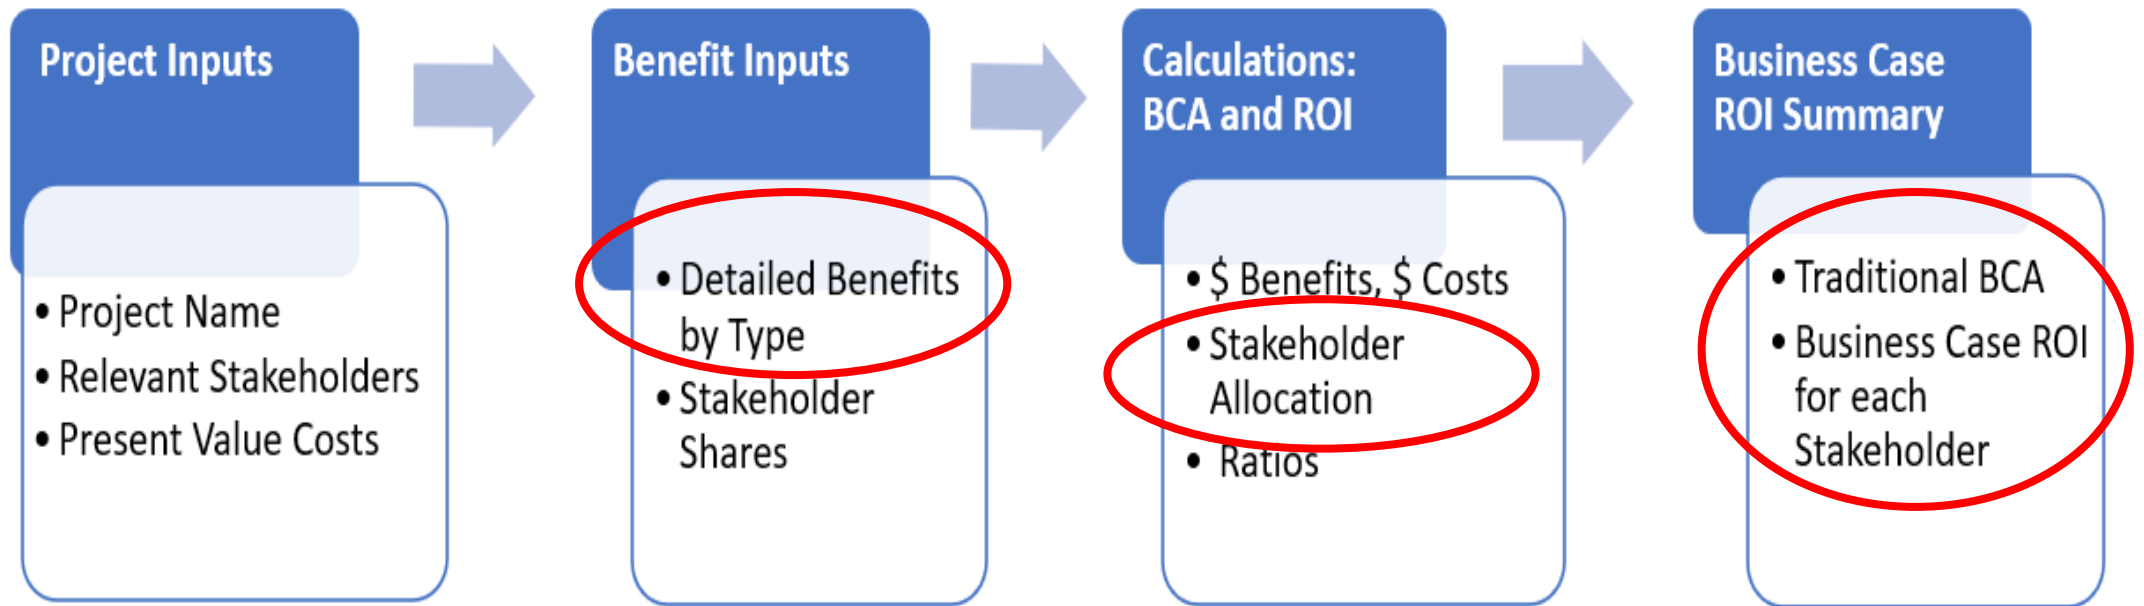 Project Inputs
• Project Name
• Relevant Stakeholders
• Present Value Costs
Benefit Inputs
• Detailed Benefits
by Type
• Stakeholder
Shares
Calculations:
BCA and ROI
• $ Benefits, $ Costs
• Stakeholder
Allocation
• Ratios
Business Case
ROI Summary
• Traditional BCA
• Business Case ROI
for each
Stakeholder